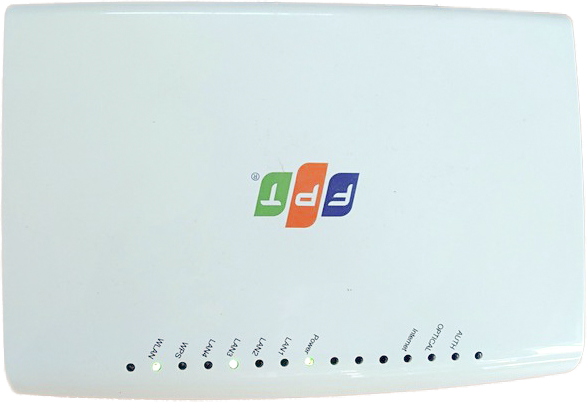 FPT®
WLAN
WPS
LAN4
LAN3
LAN2
LAN1
Power
Internet
OPTICAL
AUTH